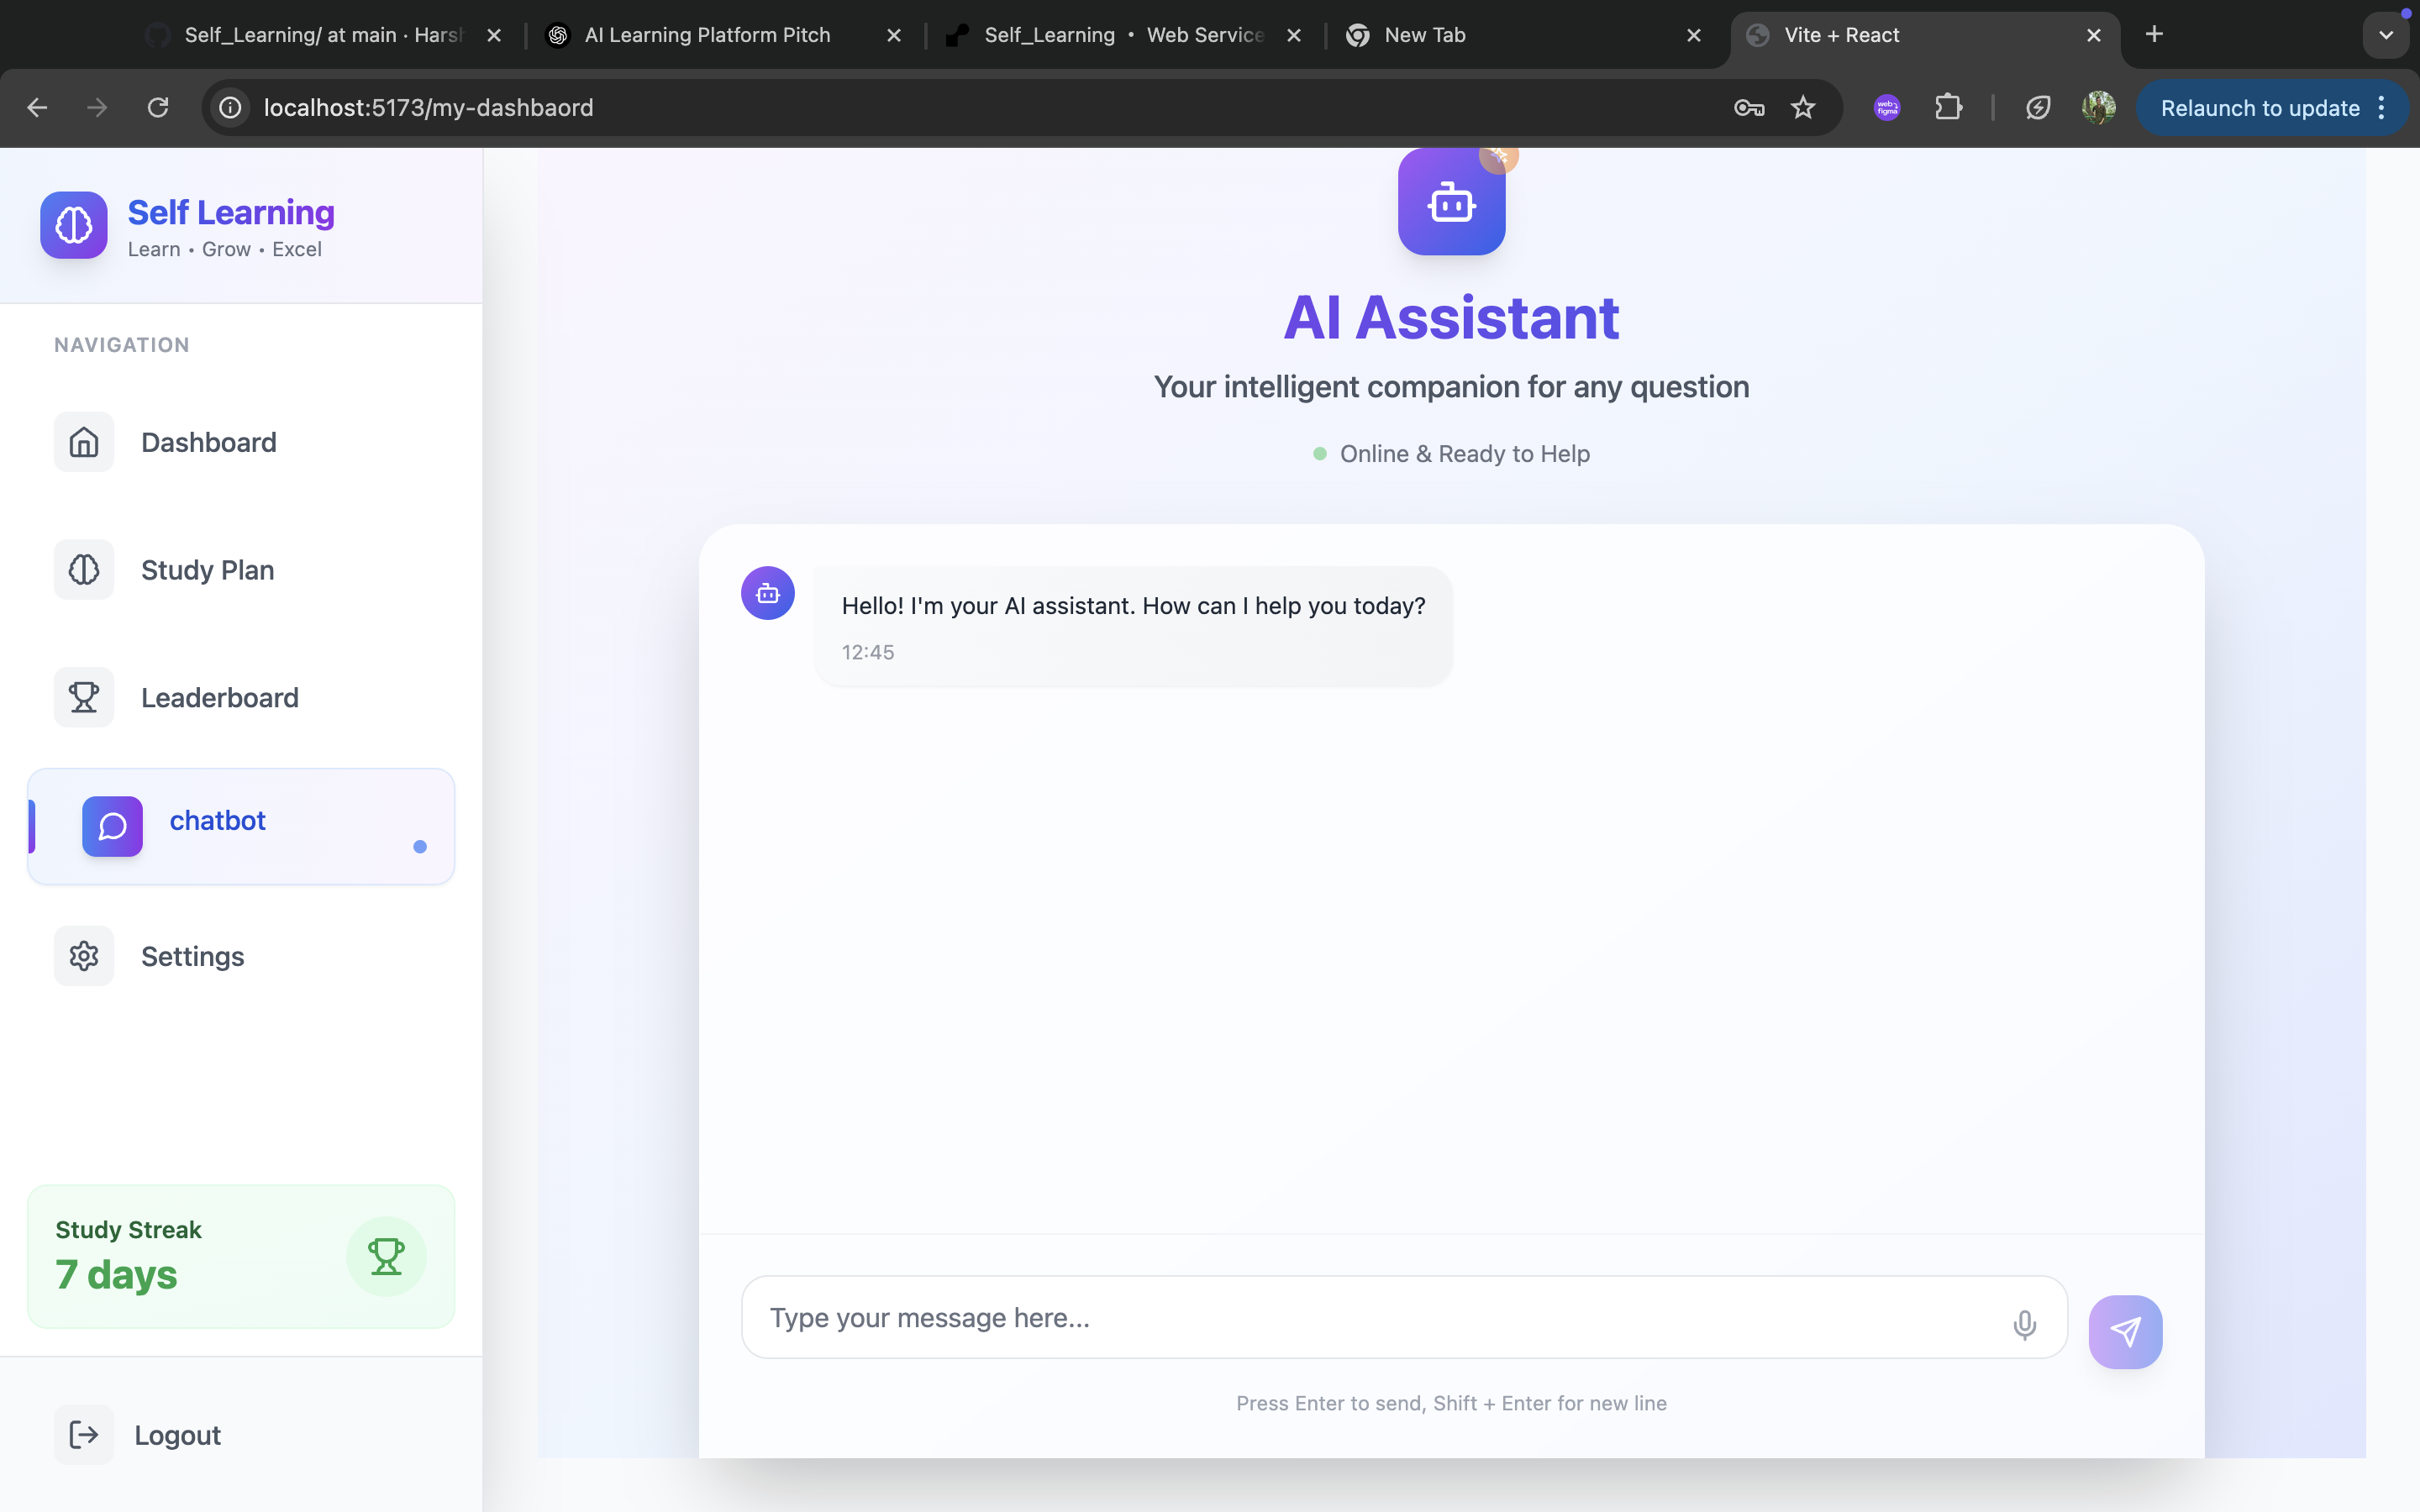 Self_Learning/ at main · Harsh
AI Learning Platform Pitch
Self_Learning • Web Service
New Tab
Vite + React
localhost:5173/my-dashbaord
web
figma
Relaunch to update
Self Learning
Learn • Grow • Excel
NAVIGATION
Dashboard
Study Plan
Leaderboard
chatbot
Settings
Study Streak
7 days
Logout
AI Assistant
Your intelligent companion for any question
Online & Ready to Help
Hello! I'm your AI assistant. How can I help you today?
12:45
Type your message here...
Press Enter to send, Shift + Enter for new line